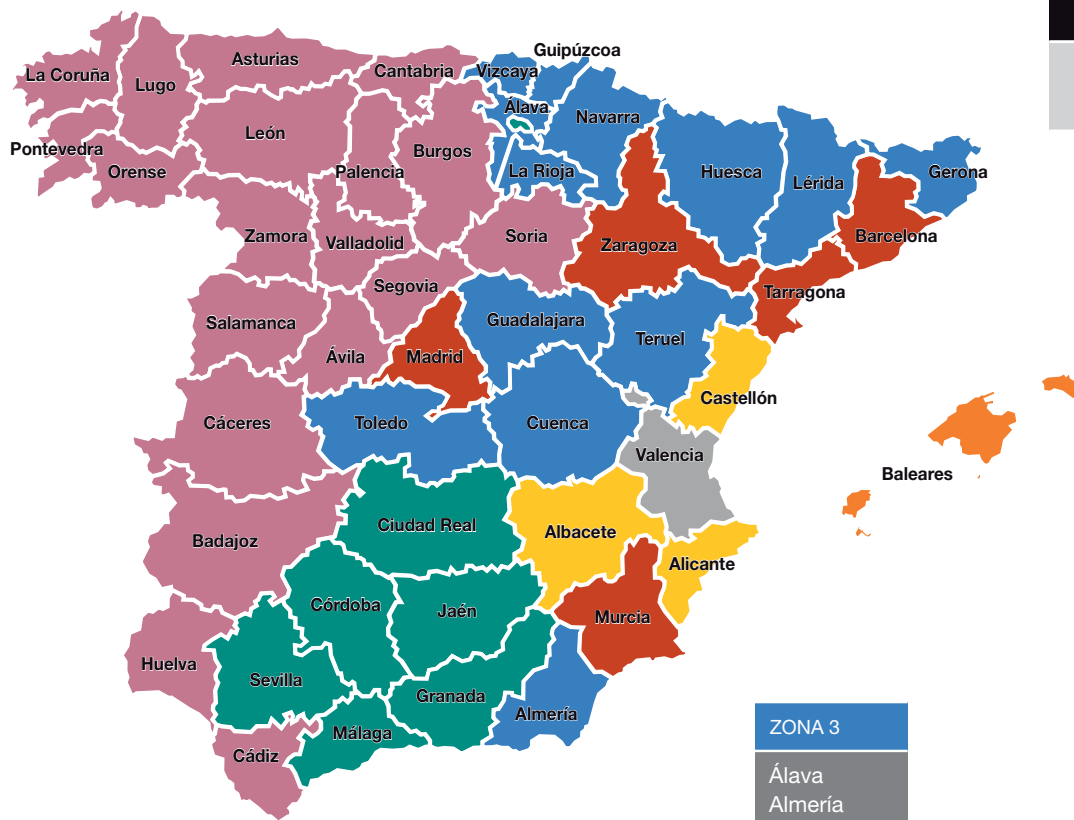 Guipúzcoa
Asturias
La Coruña
Cantabria
Vizcaya
Lugo
Álava
Navarra
León
Pontevedra
Burgos
Orense
Palencia
La Rioja
Huesca
Lérida
Gerona
Zamora
Valladolid
Soria
Zaragoza
Barcelona
Segovia
Tarragona
Salamanca
Guadalajara
Teruel
Ávila
Madrid
Castellón
Cáceres
Toledo
Cuenca
Valencia
Baleares
Ciudad Real
Albacete
Badajoz
Alicante
Córdoba
Jaén
Murcia
Huelva
Sevilla
Granada
Almería
Málaga
Cádiz
ZONA 3
Álava
Almería